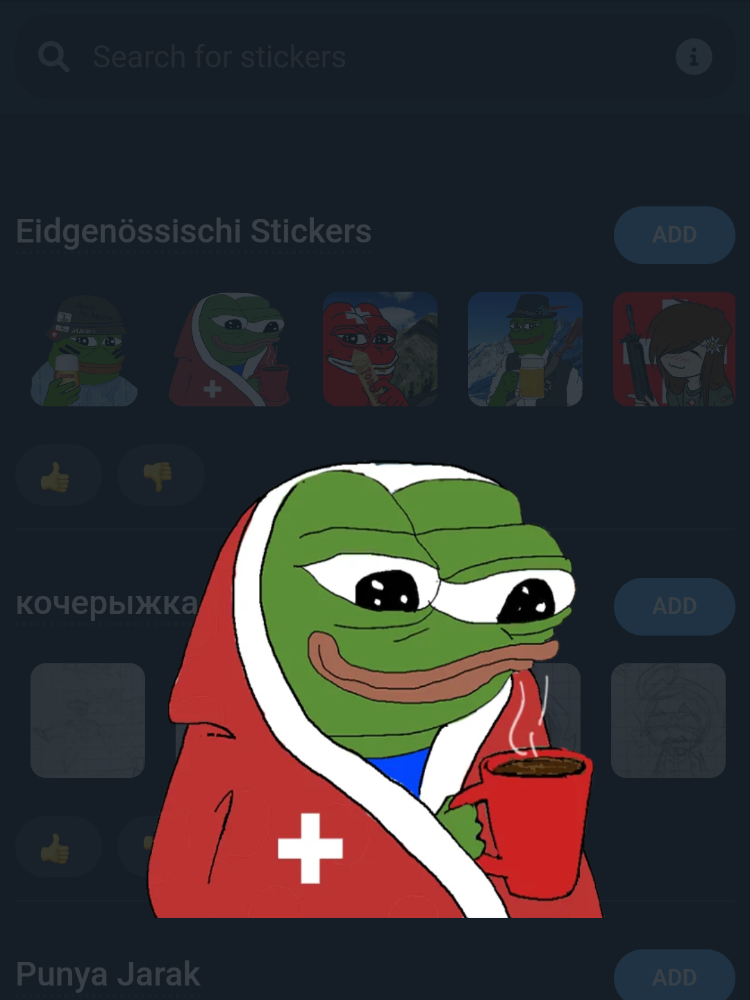 Search for stickers
Eidgenössischi Stickers
ADD
кочерыжка
ADD
Punya Jarak
ADD